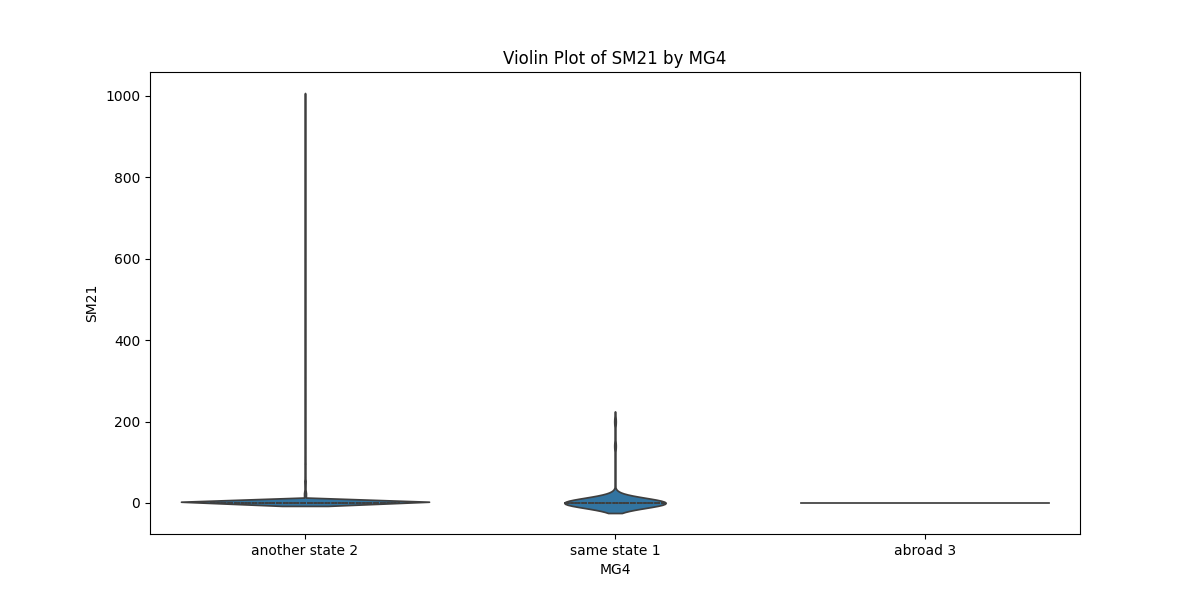 Violin Plot of SM21 by MG4
1000
800
600
400
200
0
SM21
another state 2
same state 1
abroad 3
MG4